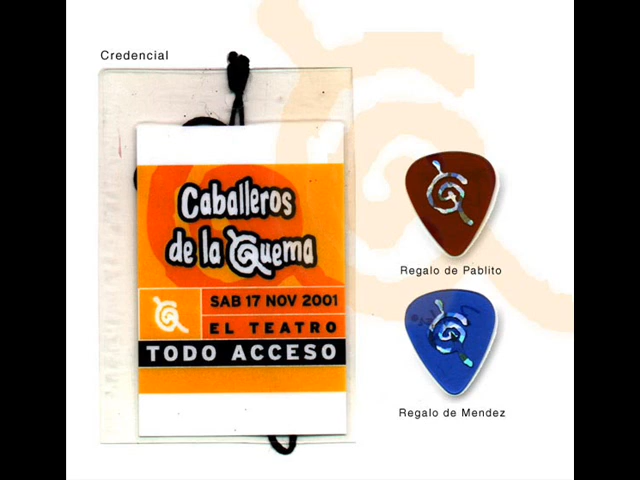 Credencial
Caballeros
de la Quema
SAB 17 NOV 2001
EL TEATRO
TODO ACCESO
Regalo de Pablito
Regalo de Mendez